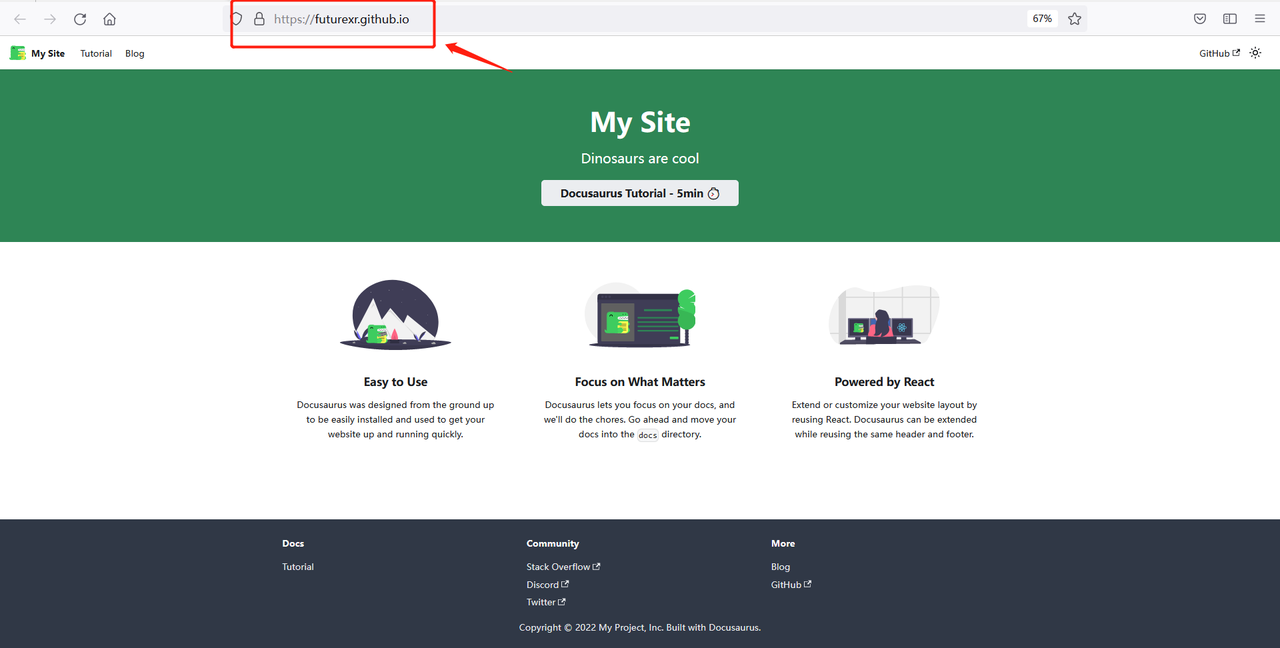 https://futurexr.github.io
67%
My Site Tutorial Blog GitHub
My Site
Dinosaurs are cool
Docusaurus Tutorial - 5min
Easy to Use
Docusaurus was designed from the ground up
to be easily installed and used to get your
website up and running quickly.
Focus on What Matters
Docusaurus lets you focus on your docs, and
we'll do the chores. Go ahead and move your
docs into the docs directory.
Powered by React
Extend or customize your website layout by
reusing React. Docusaurus can be extended
while reusing the same header and footer.
Docs
Tutorial
Community
Stack Overflow
Discord
Twitter
More
Blog
GitHub
Copyright © 2022 My Project, Inc. Built with Docusaurus.